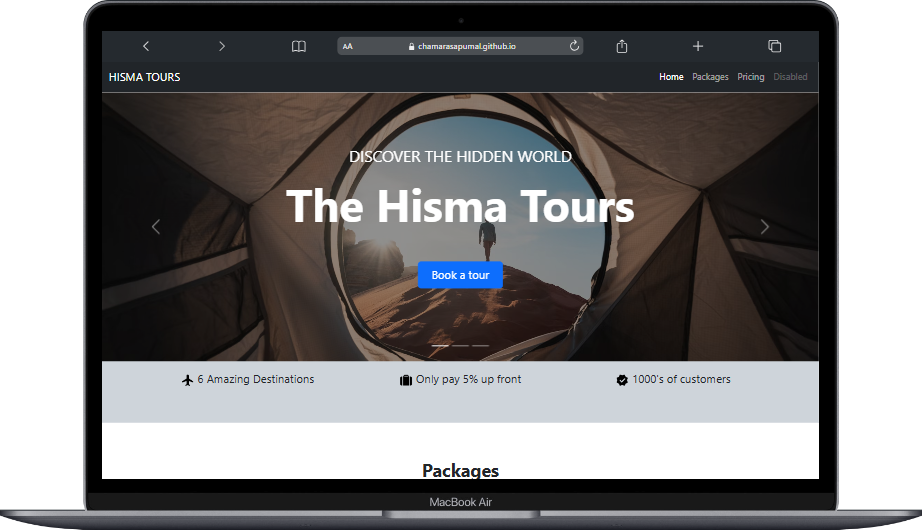 AA chamarasapumal.github.io
HISMA TOURS Home Packages Pricing Disabled
DISCOVER THE HIDDEN WORLD
The Hisma Tours
Book a tour
6 Amazing Destinations Only pay 5% up front 1000's of customers
Packages
MacBook Air